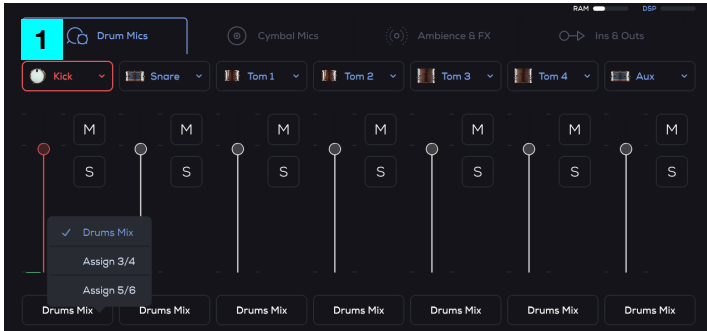 RAM DSP
1 Drum Mics Cymbal Mics Ambience & FX Ins & Outs
Kick Snare Tom 1 Tom 2 Tom 3 Tom 4 Aux
M M M M M M M
S S S S S S S
Drums Mix
Assign 3/4
Assign 5/6
Drums Mix Drums Mix Drums Mix Drums Mix Drums Mix Drums Mix Drums Mix